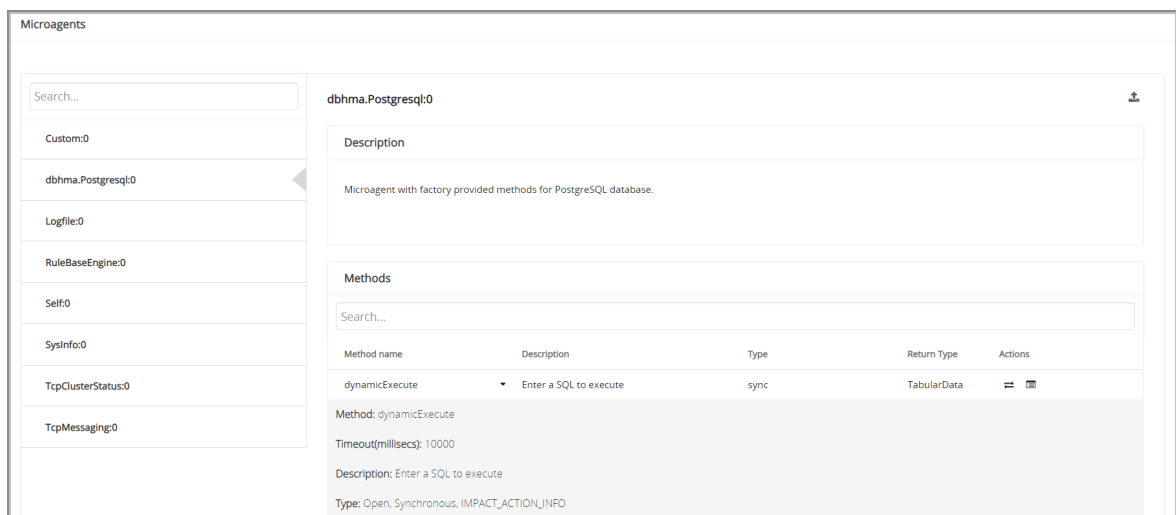 Microagents
Search...
Custom:0
dbhma.Postgresql:0
Logfile:0
RuleBaseEngine:0
Self:0
SysInfo:0
TcpClusterStatus:0
TcpMessaging:0
dbhma.Postgresql:0
Description
Microagent with factory provided methods for PostgreSQL database.
Methods
Search...
Method name Description Type Return Type Actions
dynamicExecute Enter a SQL to execute sync TabularData
Method: dynamicExecute
Timeout(millisecs): 10000
Description: Enter a SQL to execute
Type: Open, Synchronous, IMPACT_ACTION_INFO